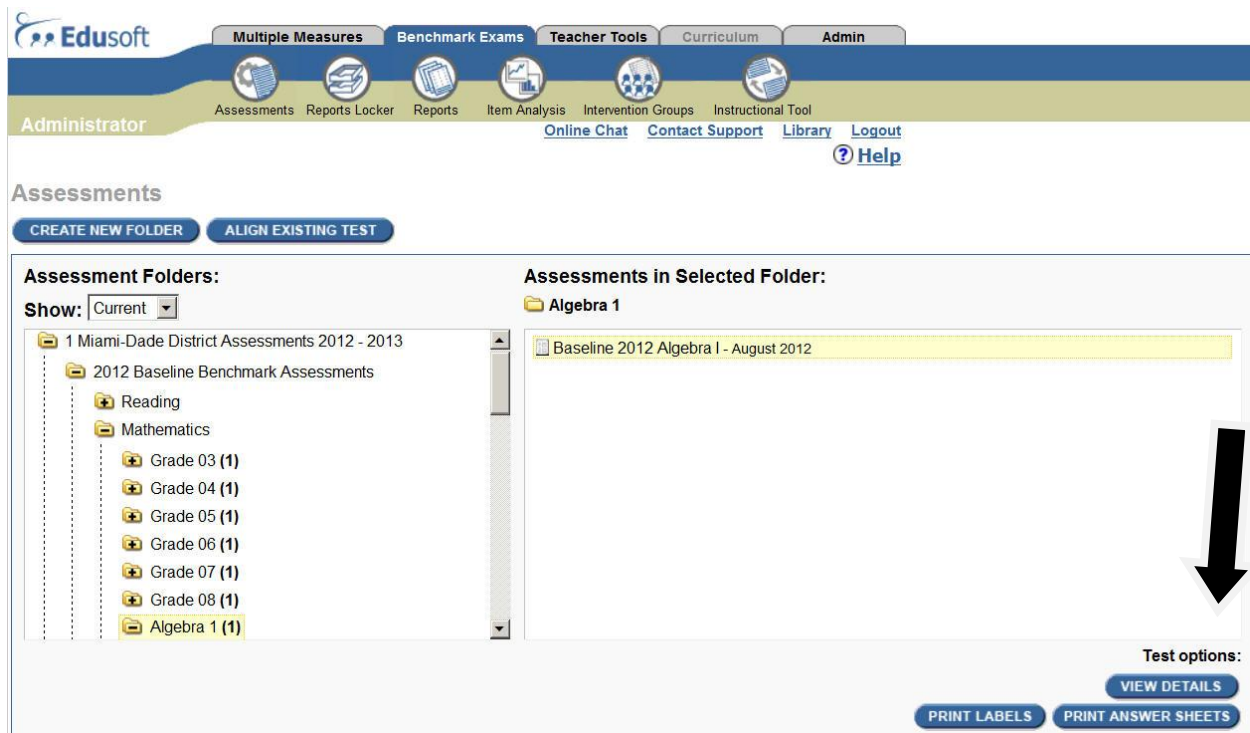 Edusoft
Multiple Measures Benchmark Exams Teacher Tools Curriculum Admin
Assessments Reports Locker Reports Item Analysis Intervention Groups Instructional Tool
Administrator
Online Chat Contact Support Library Logout
? Help
Assessments
CREATE NEW FOLDER ALIGN EXISTING TEST
Assessment Folders:
Show: Current
1 Miami-Dade District Assessments 2012 - 2013
2012 Baseline Benchmark Assessments
Reading
Mathematics
Grade 03 (1)
Grade 04 (1)
Grade 05 (1)
Grade 06 (1)
Grade 07 (1)
Grade 08 (1)
Algebra 1 (1)
Assessments in Selected Folder:
Algebra 1
Baseline 2012 Algebra I - August 2012
Test options:
VIEW DETAILS
PRINT LABELS PRINT ANSWER SHEETS